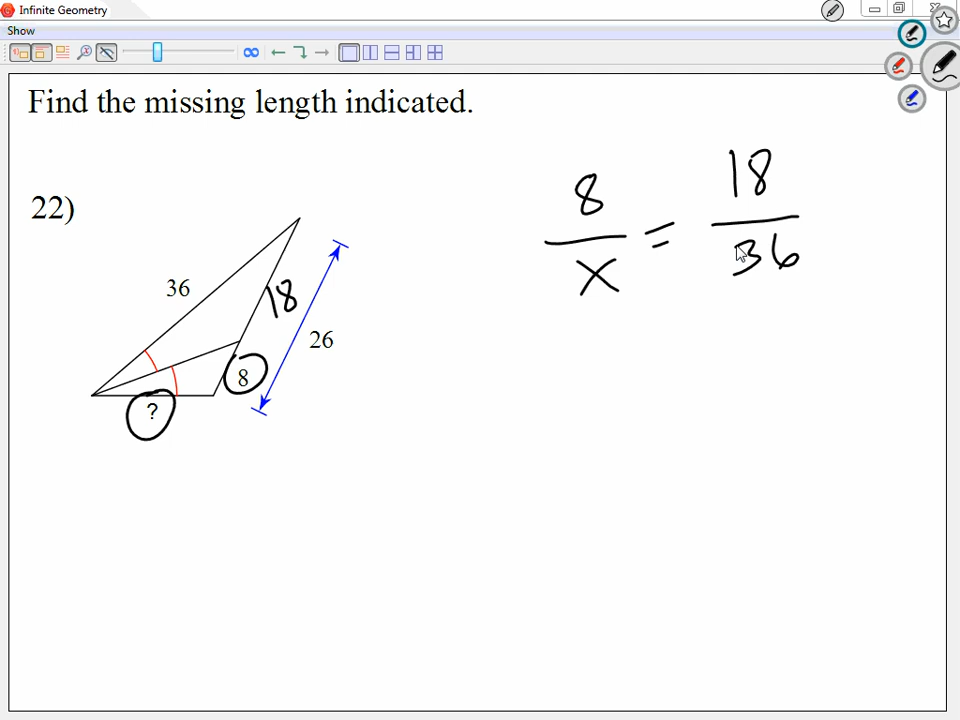 Infinite Geometry
Show
Find the missing length indicated.
22)
36
18
26
8
?
8/x = 18/36